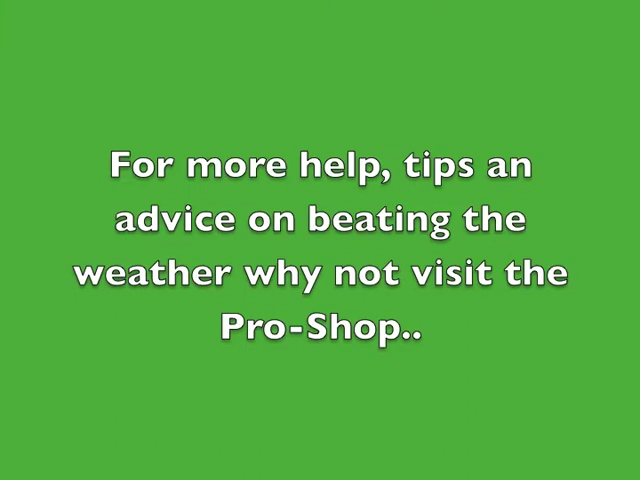 For more help, tips an
advice on beating the
weather why not visit the
Pro-Shop..